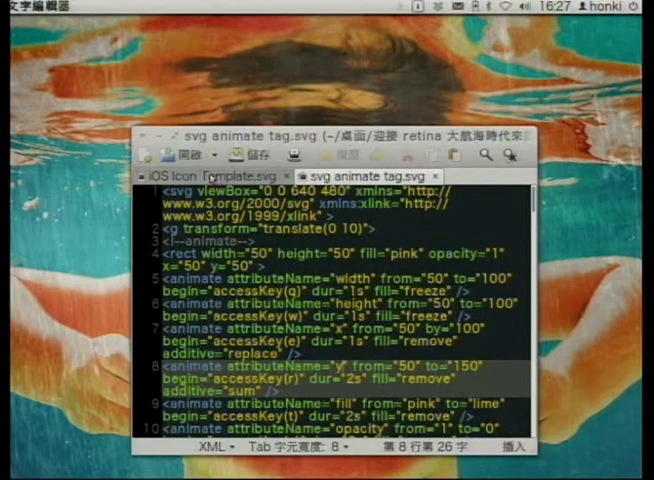 文字編輯器
16:27 honki
svg animate tag.svg (~/桌面/迎接 retina 大航海時代來
開啟 儲存 復原
iOS Icon Template.svg × svg animate tag.svg ×
1 <svg viewBox="0 0 640 480" xmlns="http://
www.w3.org/2000/svg" xmlns:xlink="http://
www.w3.org/1999/xlink" >
2 <g transform="translate(0 10)">
3 <!--animate-->
4 <rect width="50" height="50" fill="pink" opacity="1"
x="50" y="50" >
5 <animate attributeName="width" from="50" to="100"
begin="accessKey(q)" dur="1s" fill="freeze" />
6 <animate attributeName="height" from="50" to="100"
begin="accessKey(w)" dur="1s" fill="freeze" />
7 <animate attributeName="x" from="50" by="100"
begin="accessKey(e)" dur="1s" fill="remove"
additive="replace" />
8 <animate attributeName="y" from="50" to="150"
begin="accessKey(r)" dur="2s" fill="remove"
additive="sum" />
9 <animate attributeName="fill" from="pink" to="lime"
begin="accessKey(t)" dur="2s" fill="remove" />
10 <animate attributeName="opacity" from="1" to="0"
XML Tab 字元寬度: 8 第 8 行第 26 字 插入